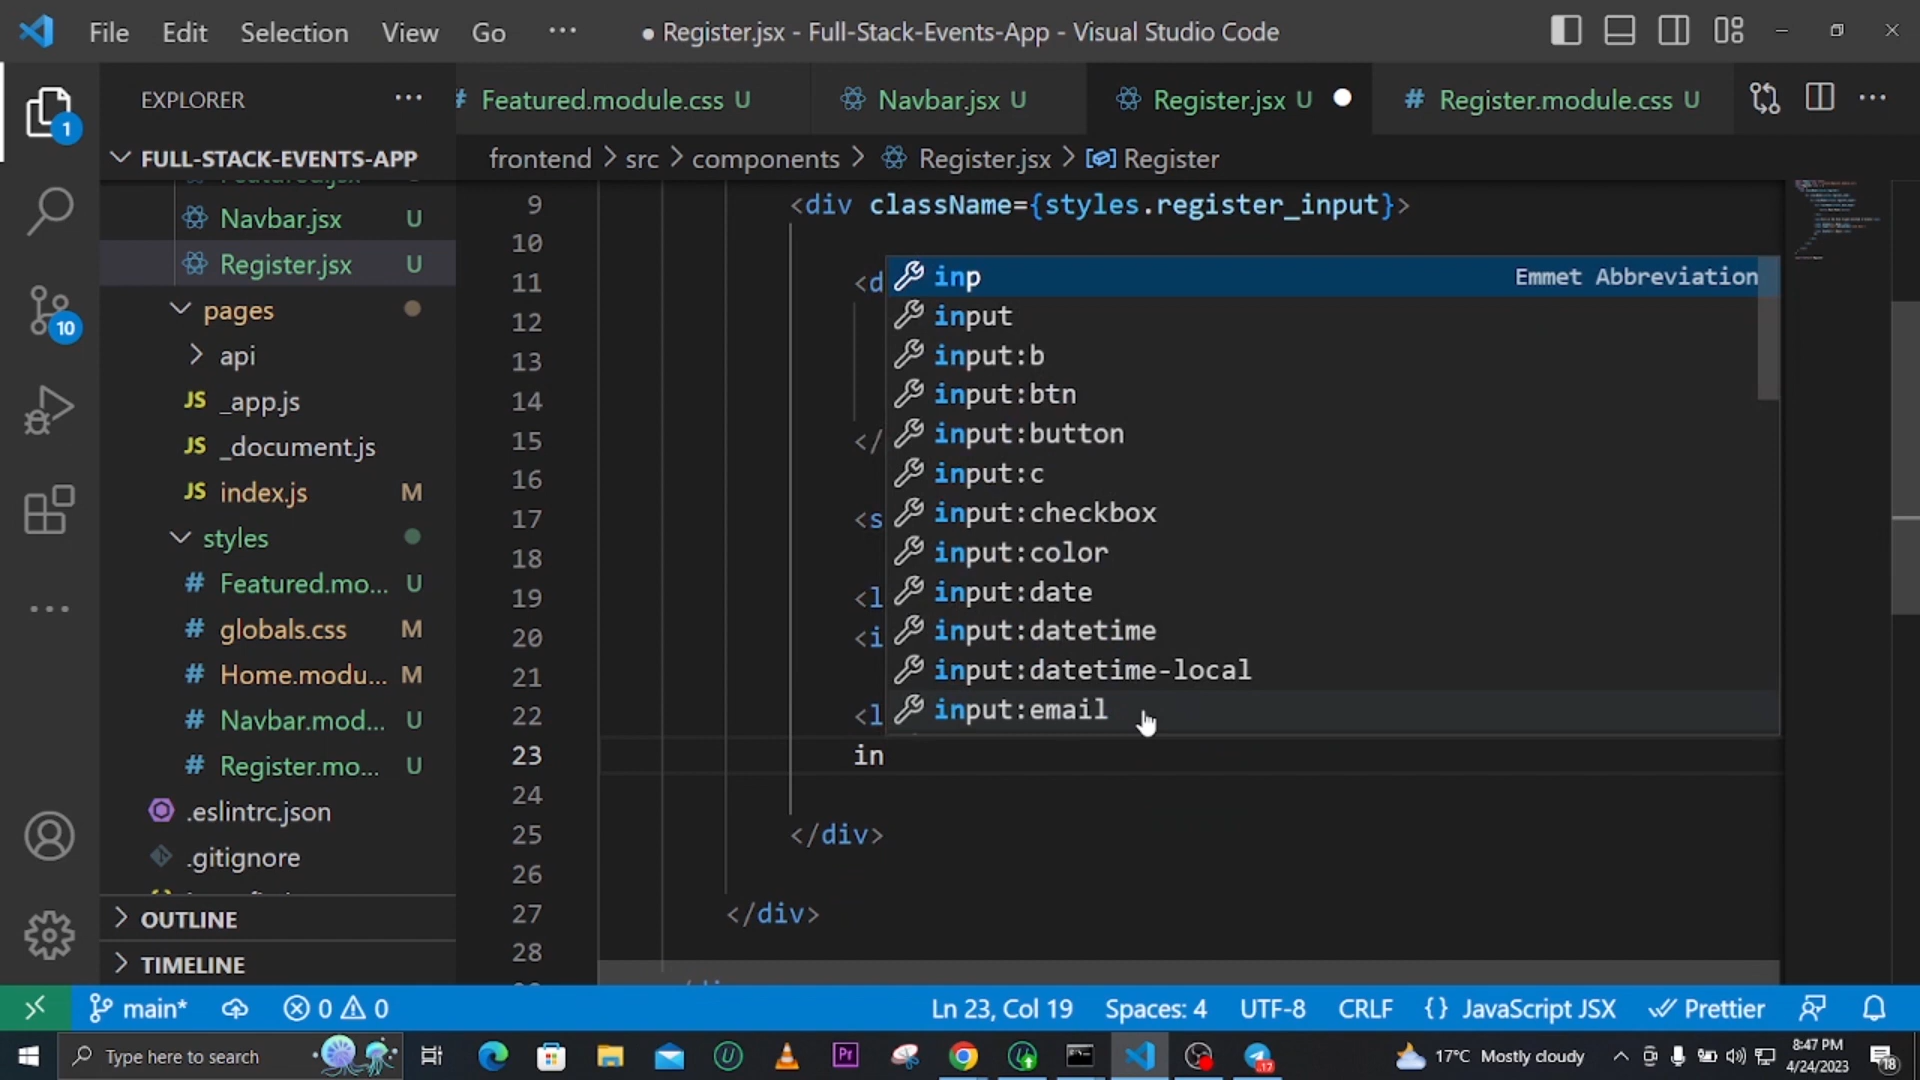 File Edit Selection View Go ··· ● Register.jsx - Full-Stack-Events-App - Visual Studio Code
EXPLORER ···
Featured.module.css U Navbar.jsx U Register.jsx U # Register.module.css U ···
1
FULL-STACK-EVENTS-APP
frontend > src > components > Register.jsx > Register
Navbar.jsx U
Register.jsx U
pages
10
api
JS _app.js
JS _document.js
JS index.js M
styles
# Featured.mo... U
# globals.css M
# Home.modu... M
# Navbar.mod... U
# Register.mo... U
.eslintrc.json
.gitignore
OUTLINE
TIMELINE
9 <div className={styles.register_input}>
10
11 <d
12
13
14
15 </
16
17 <s
18
19 <l
20 <i
21
22 <l
23 in
24
25 </div>
26
27 </div>
28
inp Emmet Abbreviation
input
input:b
input:btn
input:button
input:c
input:checkbox
input:color
input:date
input:datetime
input:datetime-local
input:email
main* 0 0 Ln 23, Col 19 Spaces: 4 UTF-8 CRLF {} JavaScript JSX Prettier
Type here to search Pr 17°C Mostly cloudy 8:47 PM
4/24/2023 18